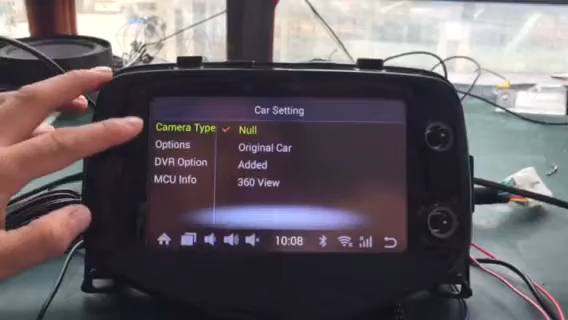 Car Setting
Camera Type
Null
Options
Original Car
DVR Option
Added
MCU Info
360 View
10:08